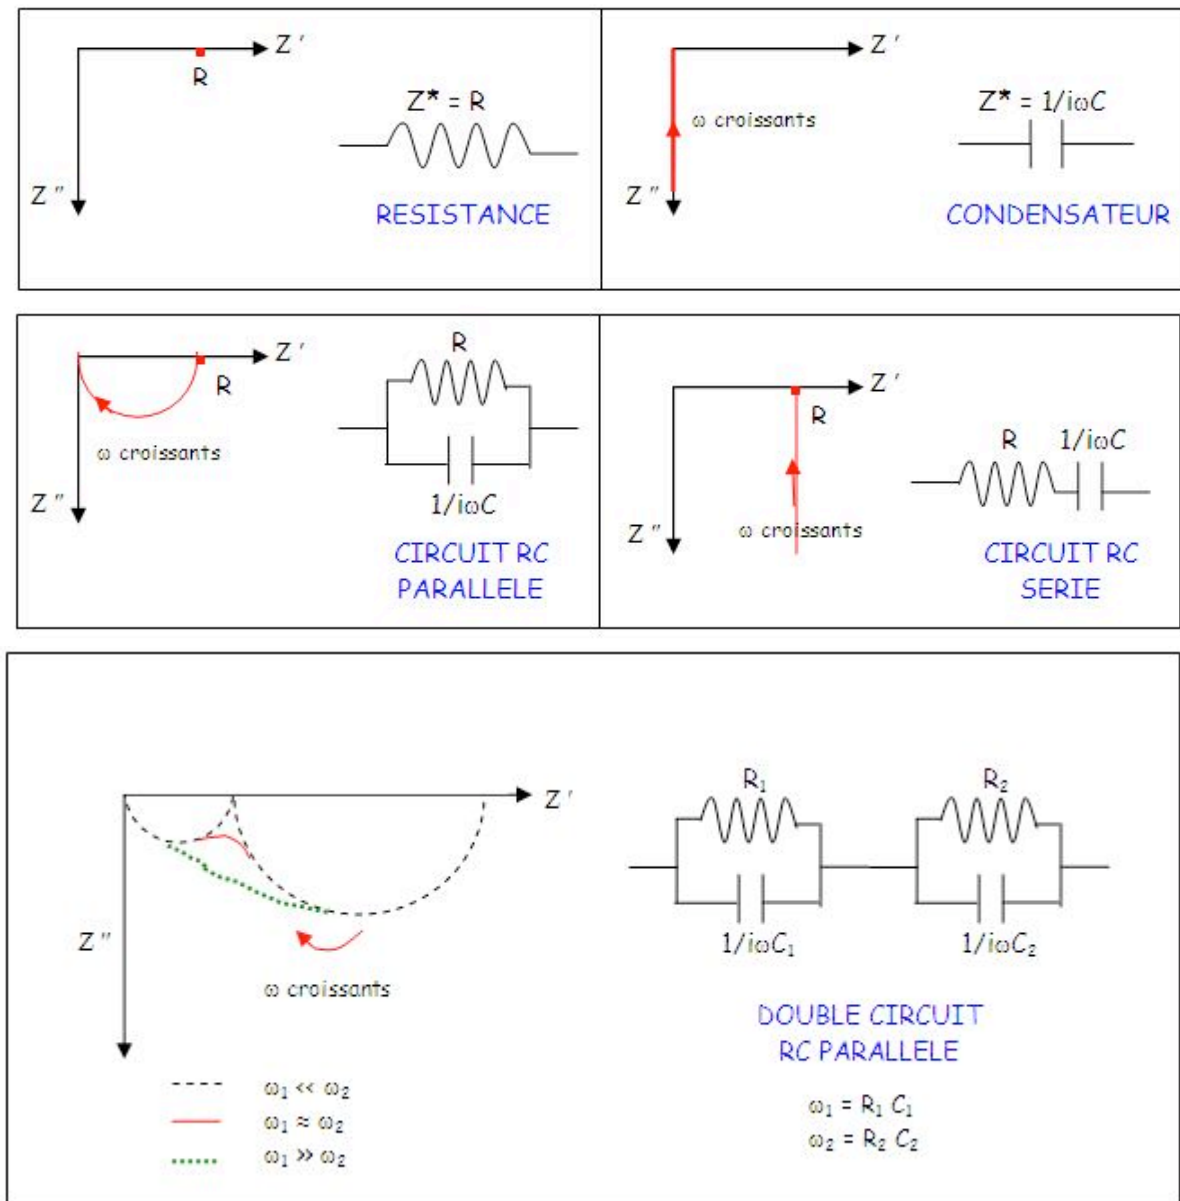 Z ′
R
Z* = R
Z ″
RESISTANCE
Z ′
ω croissants
Z* = 1/iωC
Z ″
CONDENSATEUR
Z ′
R
ω croissants
Z ″
R
1/iωC
CIRCUIT RC
PARALLELE
Z ′
R
ω croissants
Z ″
R 1/iωC
CIRCUIT RC
SERIE
Z ′
Z ″
ω croissants
R₁ R₂
1/iωC₁ 1/iωC₂
DOUBLE CIRCUIT
RC PARALLELE
ω₁ << ω₂
ω₁ ≈ ω₂
ω₁ >> ω₂
ω₁ = R₁ C₁
ω₂ = R₂ C₂